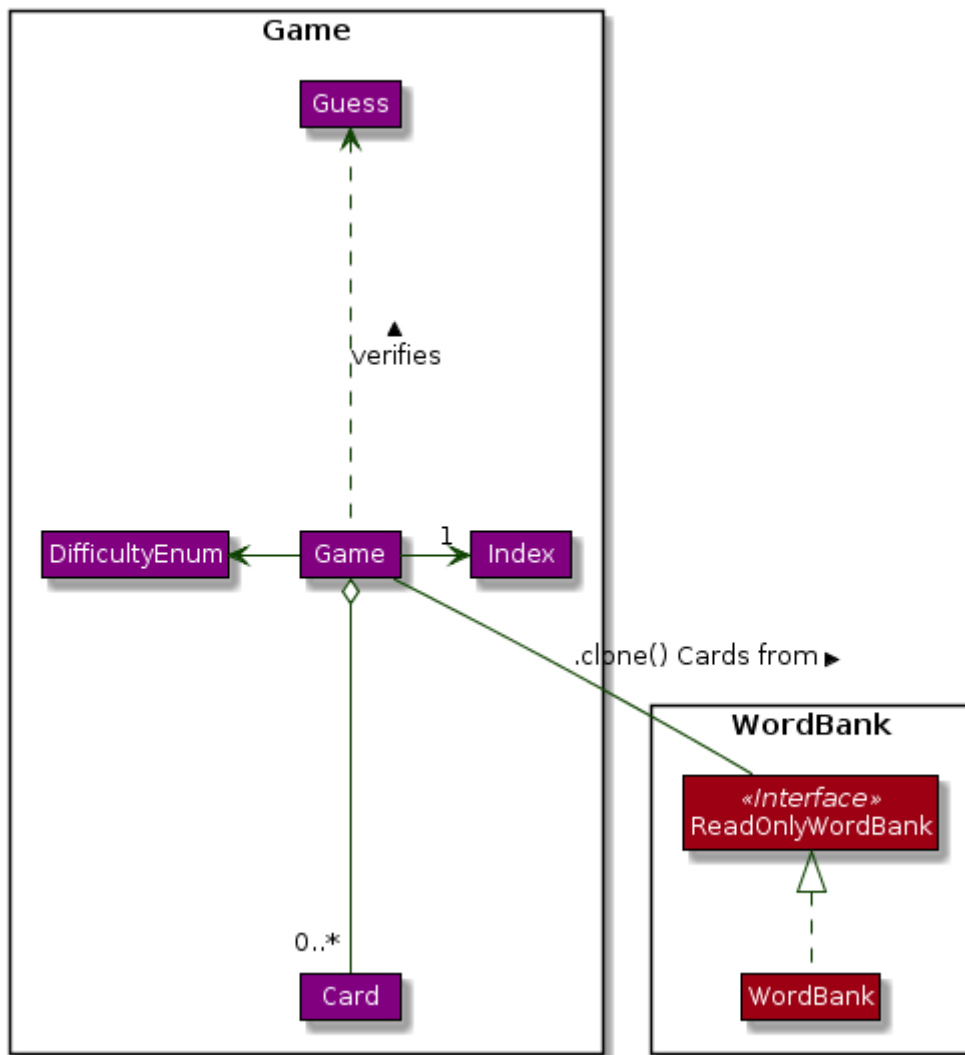 Game
Guess
▲
verifies
DifficultyEnum
Game
1
Index
.clone() Cards from ▶
WordBank
«Interface»
ReadOnlyWordBank
0..*
Card
WordBank